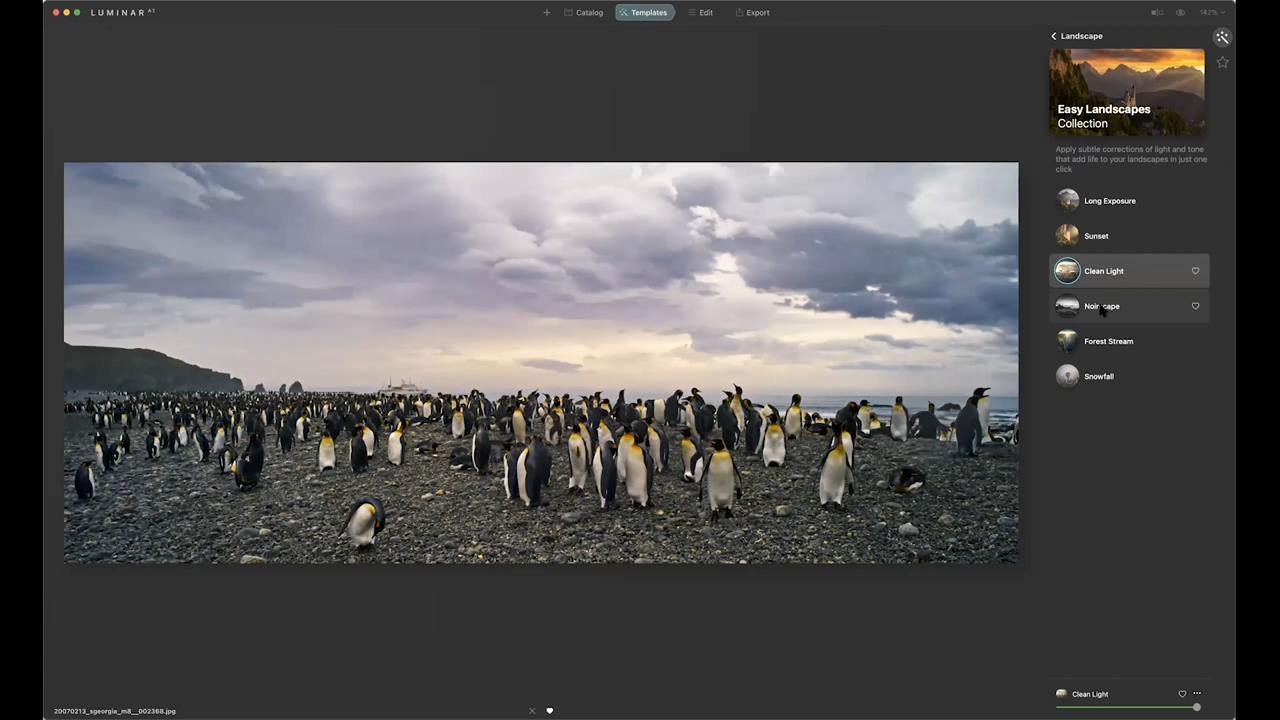 LUMINAR AI
Catalog
Templates
Edit
Export
142%
Landscape
Easy Landscapes
Collection
Apply subtle corrections of light and tone
that add life to your landscapes in just one
click
Long Exposure
Sunset
Clean Light
Noirscape
Forest Stream
Snowfall
Clean Light
20070213_sgeorgia_m8__002368.jpg